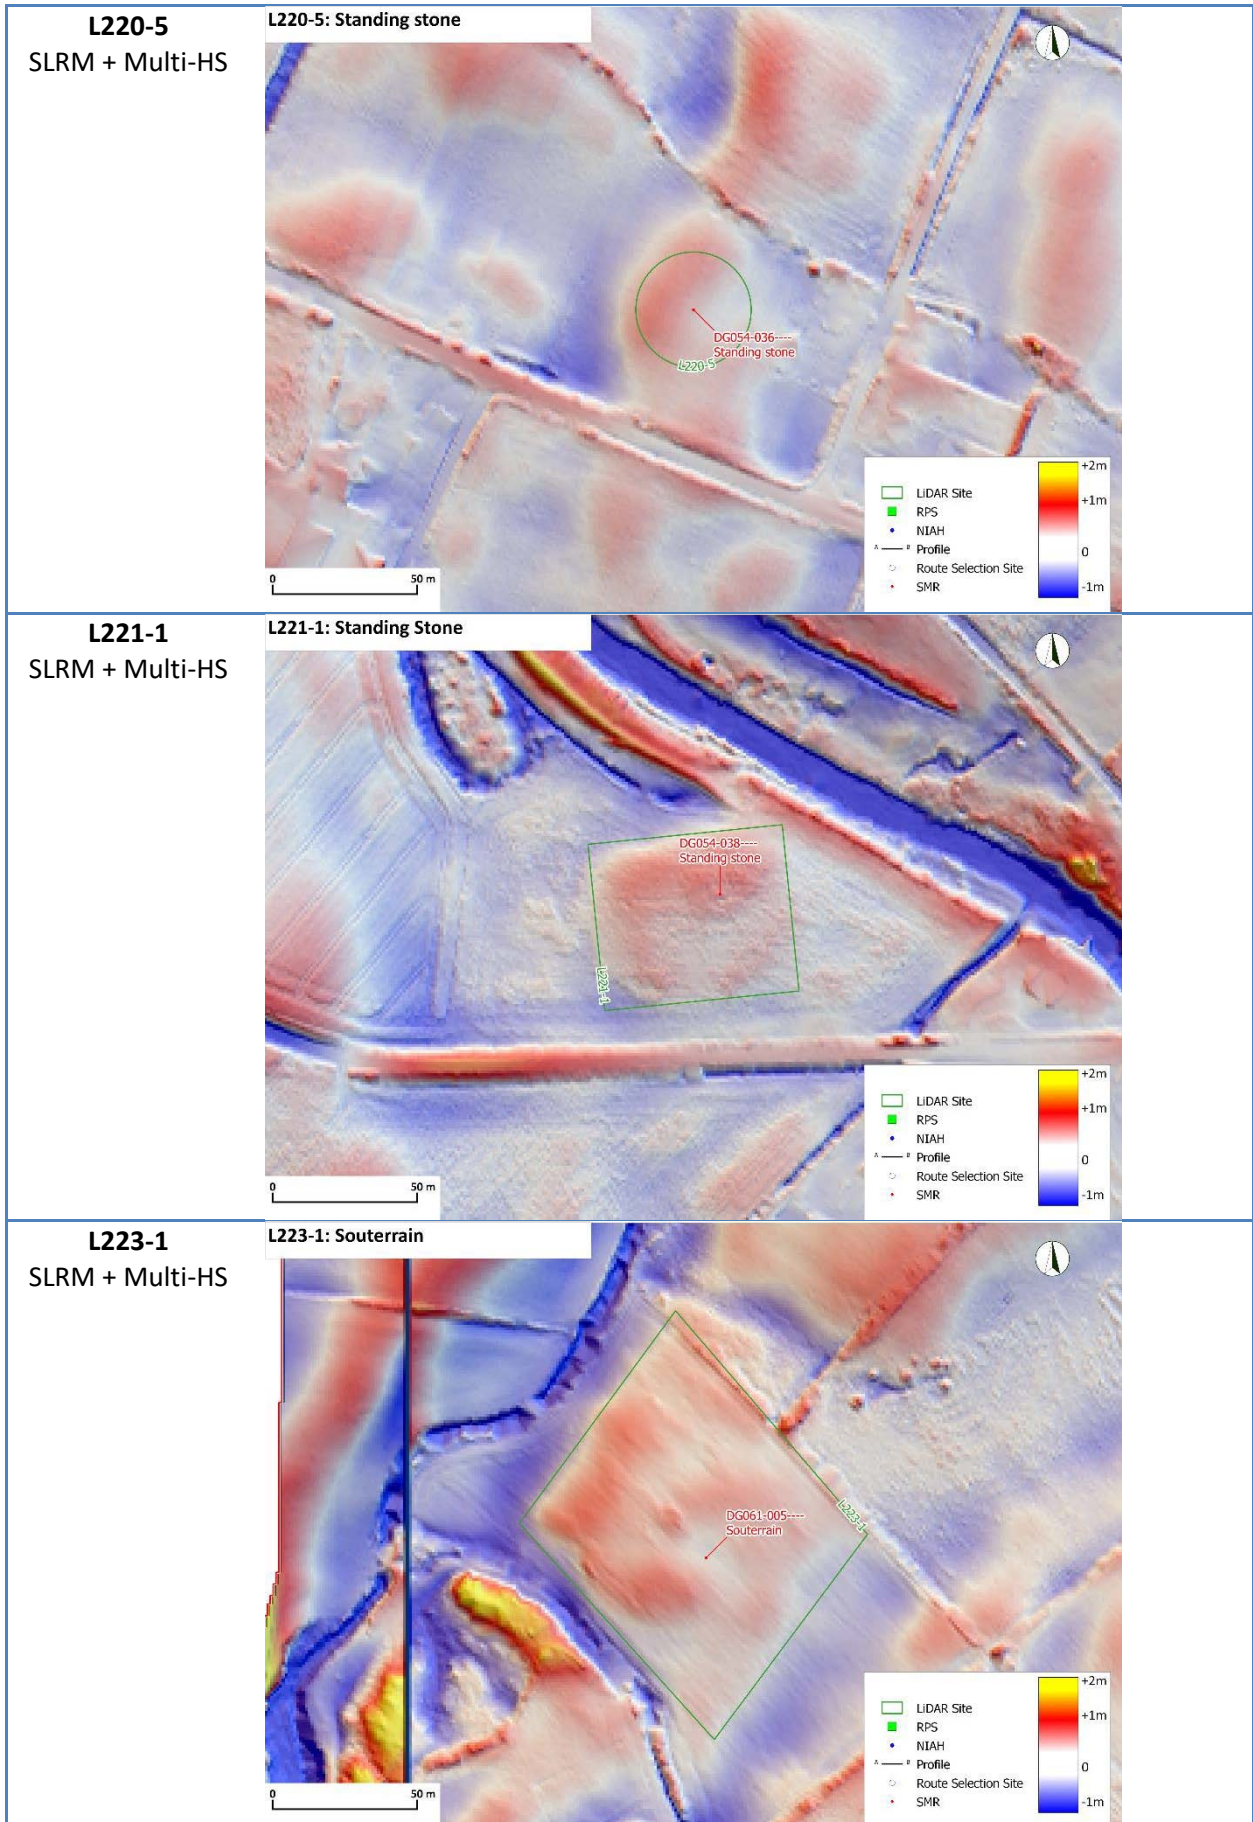 L220-5
SLRM + Multi-HS
L220-5: Standing stone
DG054-036----
Standing stone
L220-5
LiDAR Site
RPS
NIAH
A B Profile
Route Selection Site
SMR
+2m
+1m
0
-1m
0 50 m
L221-1
SLRM + Multi-HS
L221-1: Standing Stone
DG054-038----
Standing stone
L221-1
LiDAR Site
RPS
NIAH
A B Profile
Route Selection Site
SMR
+2m
+1m
0
-1m
0 50 m
L223-1
SLRM + Multi-HS
L223-1: Souterrain
DG061-005----
Souterrain
L223-1
LiDAR Site
RPS
NIAH
A B Profile
Route Selection Site
SMR
+2m
+1m
0
-1m
0 50 m